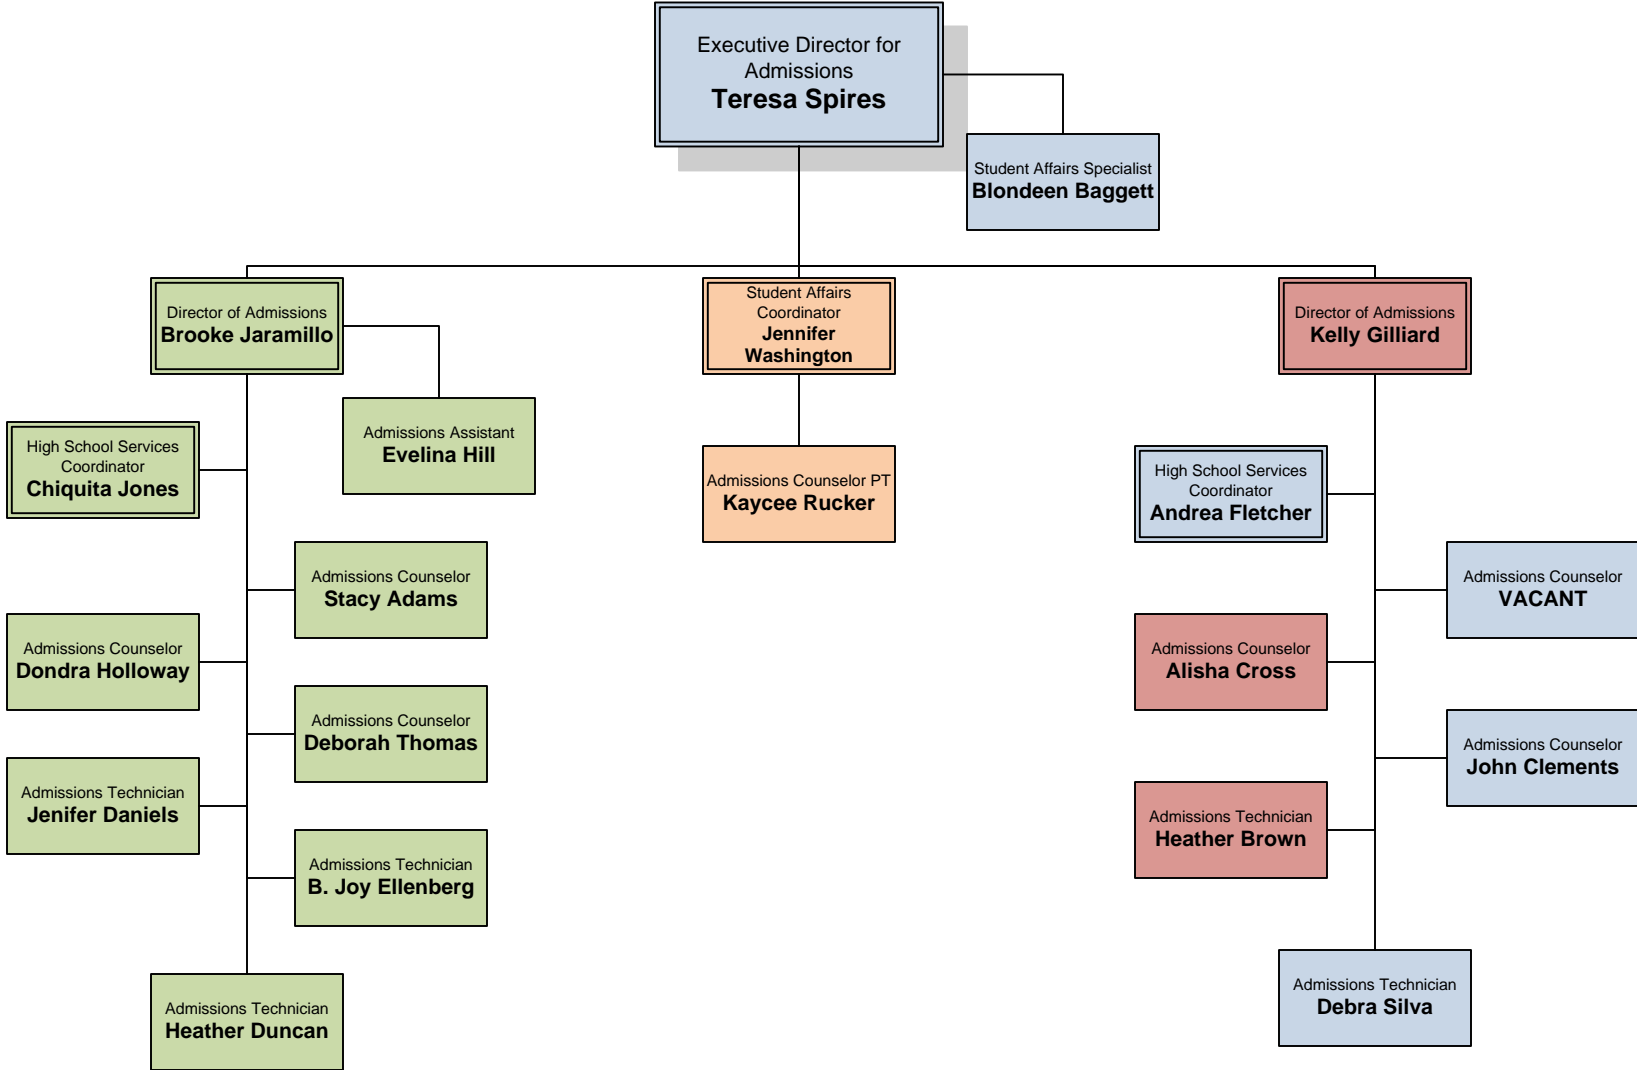 Executive Director for
Admissions
Teresa Spires
Student Affairs Specialist
Blondeen Baggett
Director of Admissions
Brooke Jaramillo
Student Affairs
Coordinator
Jennifer
Washington
Director of Admissions
Kelly Gilliard
High School Services
Coordinator
Chiquita Jones
Admissions Assistant
Evelina Hill
Admissions Counselor PT
Kaycee Rucker
High School Services
Coordinator
Andrea Fletcher
Admissions Counselor
Stacy Adams
Admissions Counselor
VACANT
Admissions Counselor
Dondra Holloway
Admissions Counselor
Alisha Cross
Admissions Counselor
Deborah Thomas
Admissions Counselor
John Clements
Admissions Technician
Jenifer Daniels
Admissions Technician
Heather Brown
Admissions Technician
B. Joy Ellenberg
Admissions Technician
Heather Duncan
Admissions Technician
Debra Silva